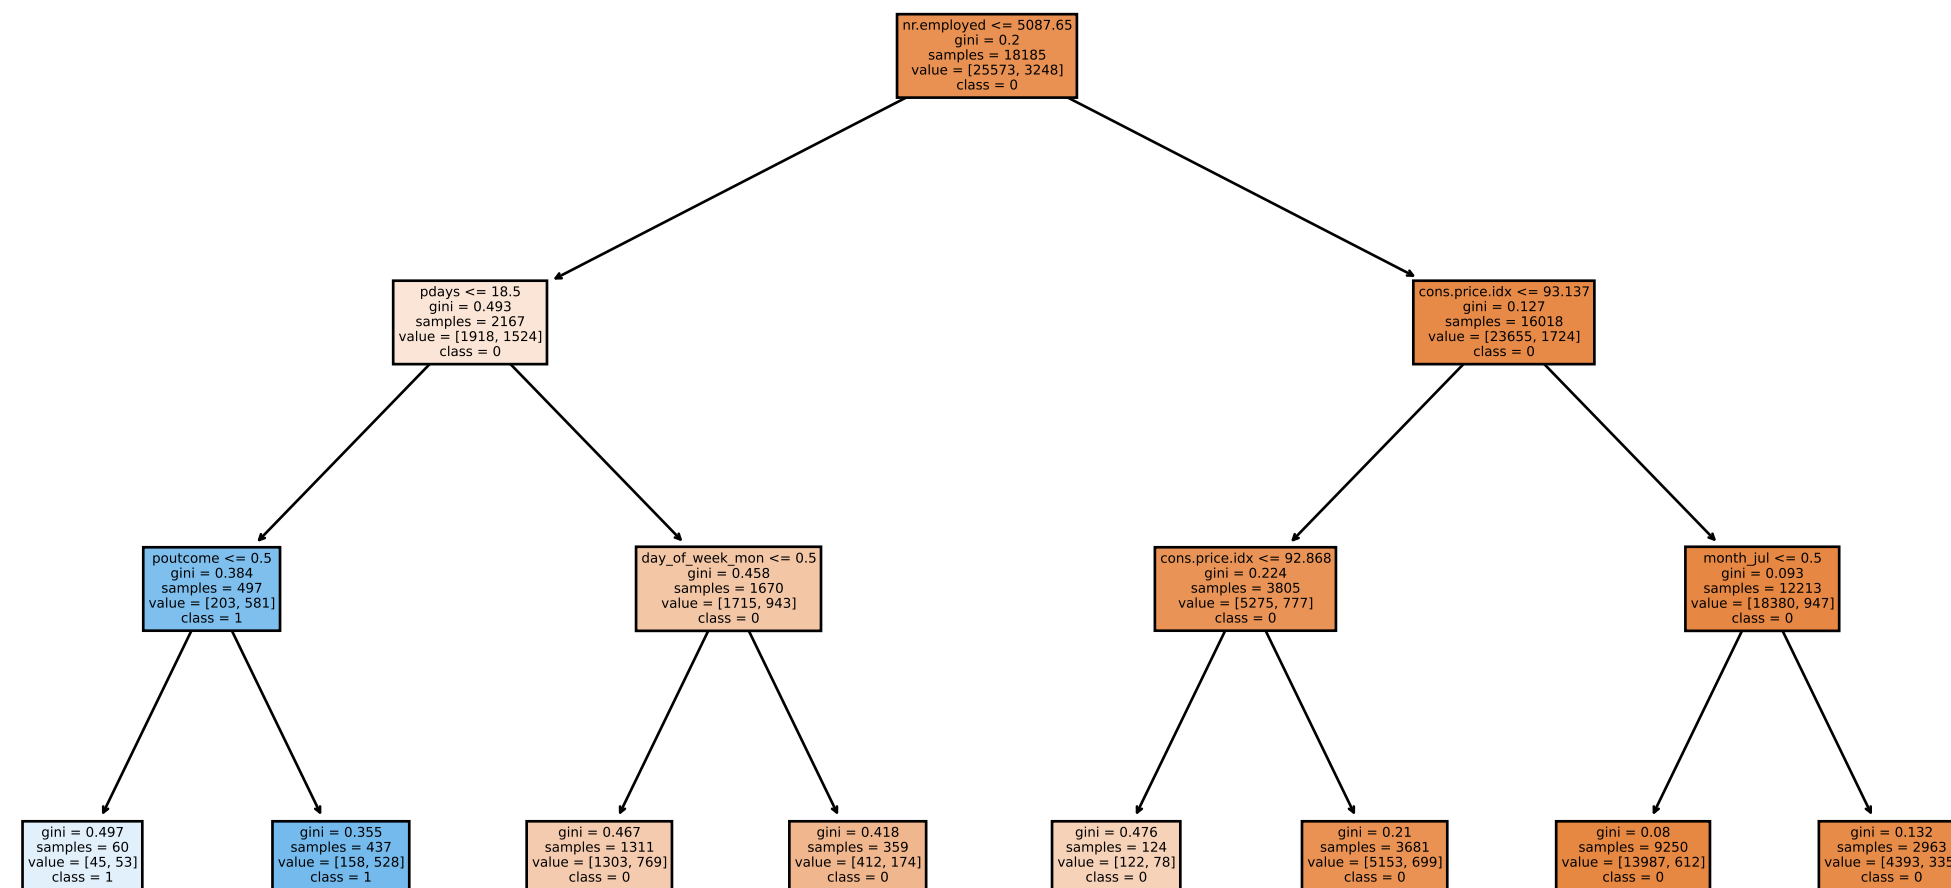 nr.employed <= 5087.65
gini = 0.2
samples = 18185
value = [25573, 3248]
class = 0
pdays <= 18.5
gini = 0.493
samples = 2167
value = [1918, 1524]
class = 0
cons.price.idx <= 93.137
gini = 0.127
samples = 16018
value = [23655, 1724]
class = 0
poutcome <= 0.5
gini = 0.384
samples = 497
value = [203, 581]
class = 1
day_of_week_mon <= 0.5
gini = 0.458
samples = 1670
value = [1715, 943]
class = 0
cons.price.idx <= 92.868
gini = 0.224
samples = 3805
value = [5275, 777]
class = 0
month_jul <= 0.5
gini = 0.093
samples = 12213
value = [18380, 947]
class = 0
gini = 0.497
samples = 60
value = [45, 53]
class = 1
gini = 0.355
samples = 437
value = [158, 528]
class = 1
gini = 0.467
samples = 1311
value = [1303, 769]
class = 0
gini = 0.418
samples = 359
value = [412, 174]
class = 0
gini = 0.476
samples = 124
value = [122, 78]
class = 0
gini = 0.21
samples = 3681
value = [5153, 699]
class = 0
gini = 0.08
samples = 9250
value = [13987, 612]
class = 0
gini = 0.132
samples = 2963
value = [4393, 335
class = 0